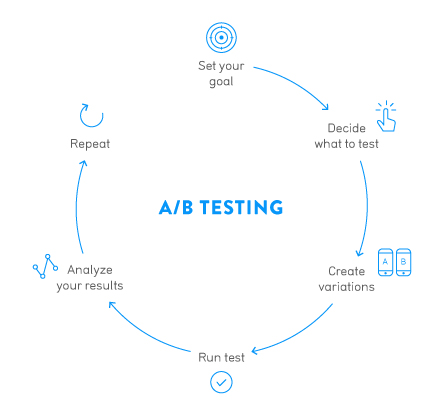 Set your
goal
Decide
what to test
Repeat
A/B TESTING
A B
Create
variations
Analyze
your results
Run test